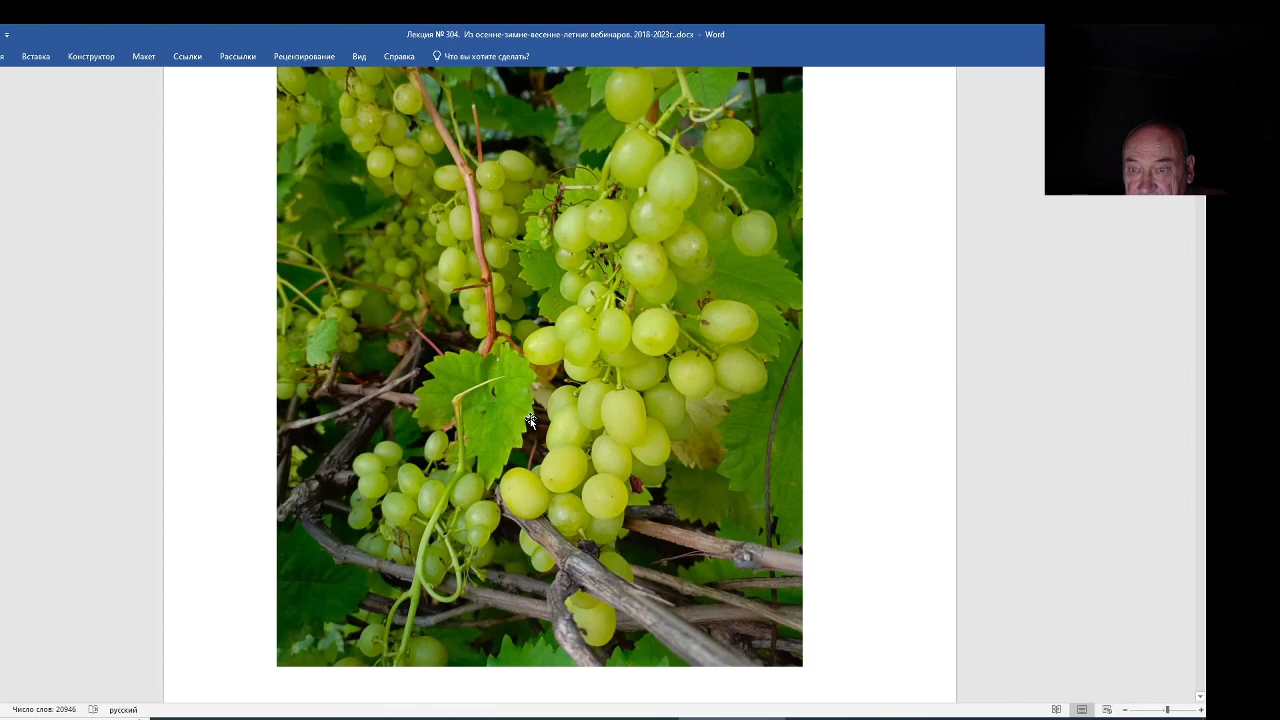 Лекция № 304. Из осенне-зимне-весенне-летних вебинаров. 2018-2023г..docx - Word
я Вставка Конструктор Макет Ссылки Рассылки Рецензирование Вид Справка Что вы хотите сделать?
Число слов: 20946 русский